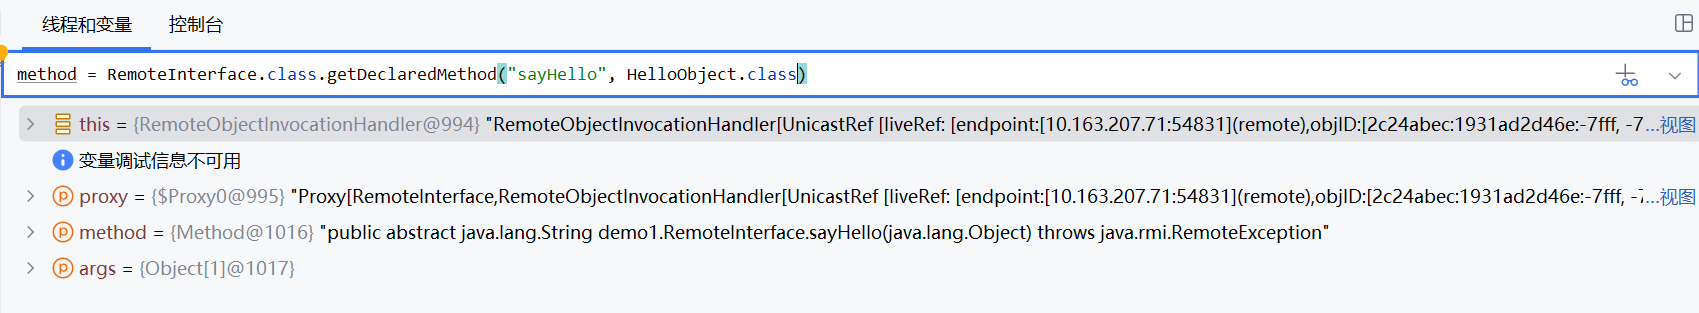 线程和变量 控制台
method = RemoteInterface.class.getDeclaredMethod("sayHello", HelloObject.class)
this = {RemoteObjectInvocationHandler@994} "RemoteObjectInvocationHandler[UnicastRef [liveRef: [endpoint:[10.163.207.71:54831](remote),objID:[2c24abec:1931ad2d46e:-7fff, -7...视图
变量调试信息不可用
proxy = {$Proxy0@995} "Proxy[RemoteInterface,RemoteObjectInvocationHandler[UnicastRef [liveRef: [endpoint:[10.163.207.71:54831](remote),objID:[2c24abec:1931ad2d46e:-7fff, -7...视图
method = {Method@1016} "public abstract java.lang.String demo1.RemoteInterface.sayHello(java.lang.Object) throws java.rmi.RemoteException"
args = {Object[1]@1017}